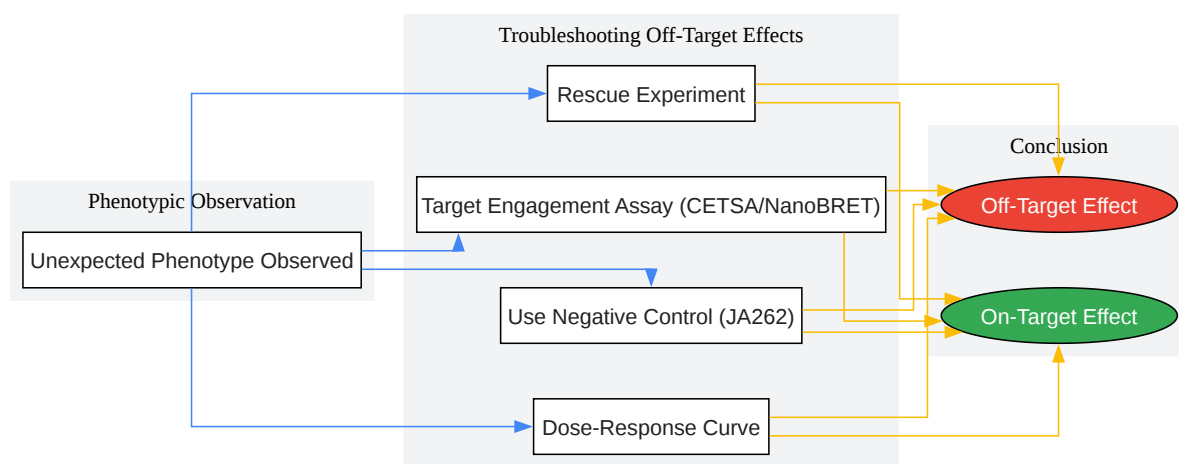 Troubleshooting Off-Target Effects
Rescue Experiment
Conclusion
Phenotypic Observation
Target Engagement Assay (CETSA/NanoBRET)
Off-Target Effect
Unexpected Phenotype Observed
Use Negative Control (JA262)
On-Target Effect
Dose-Response Curve